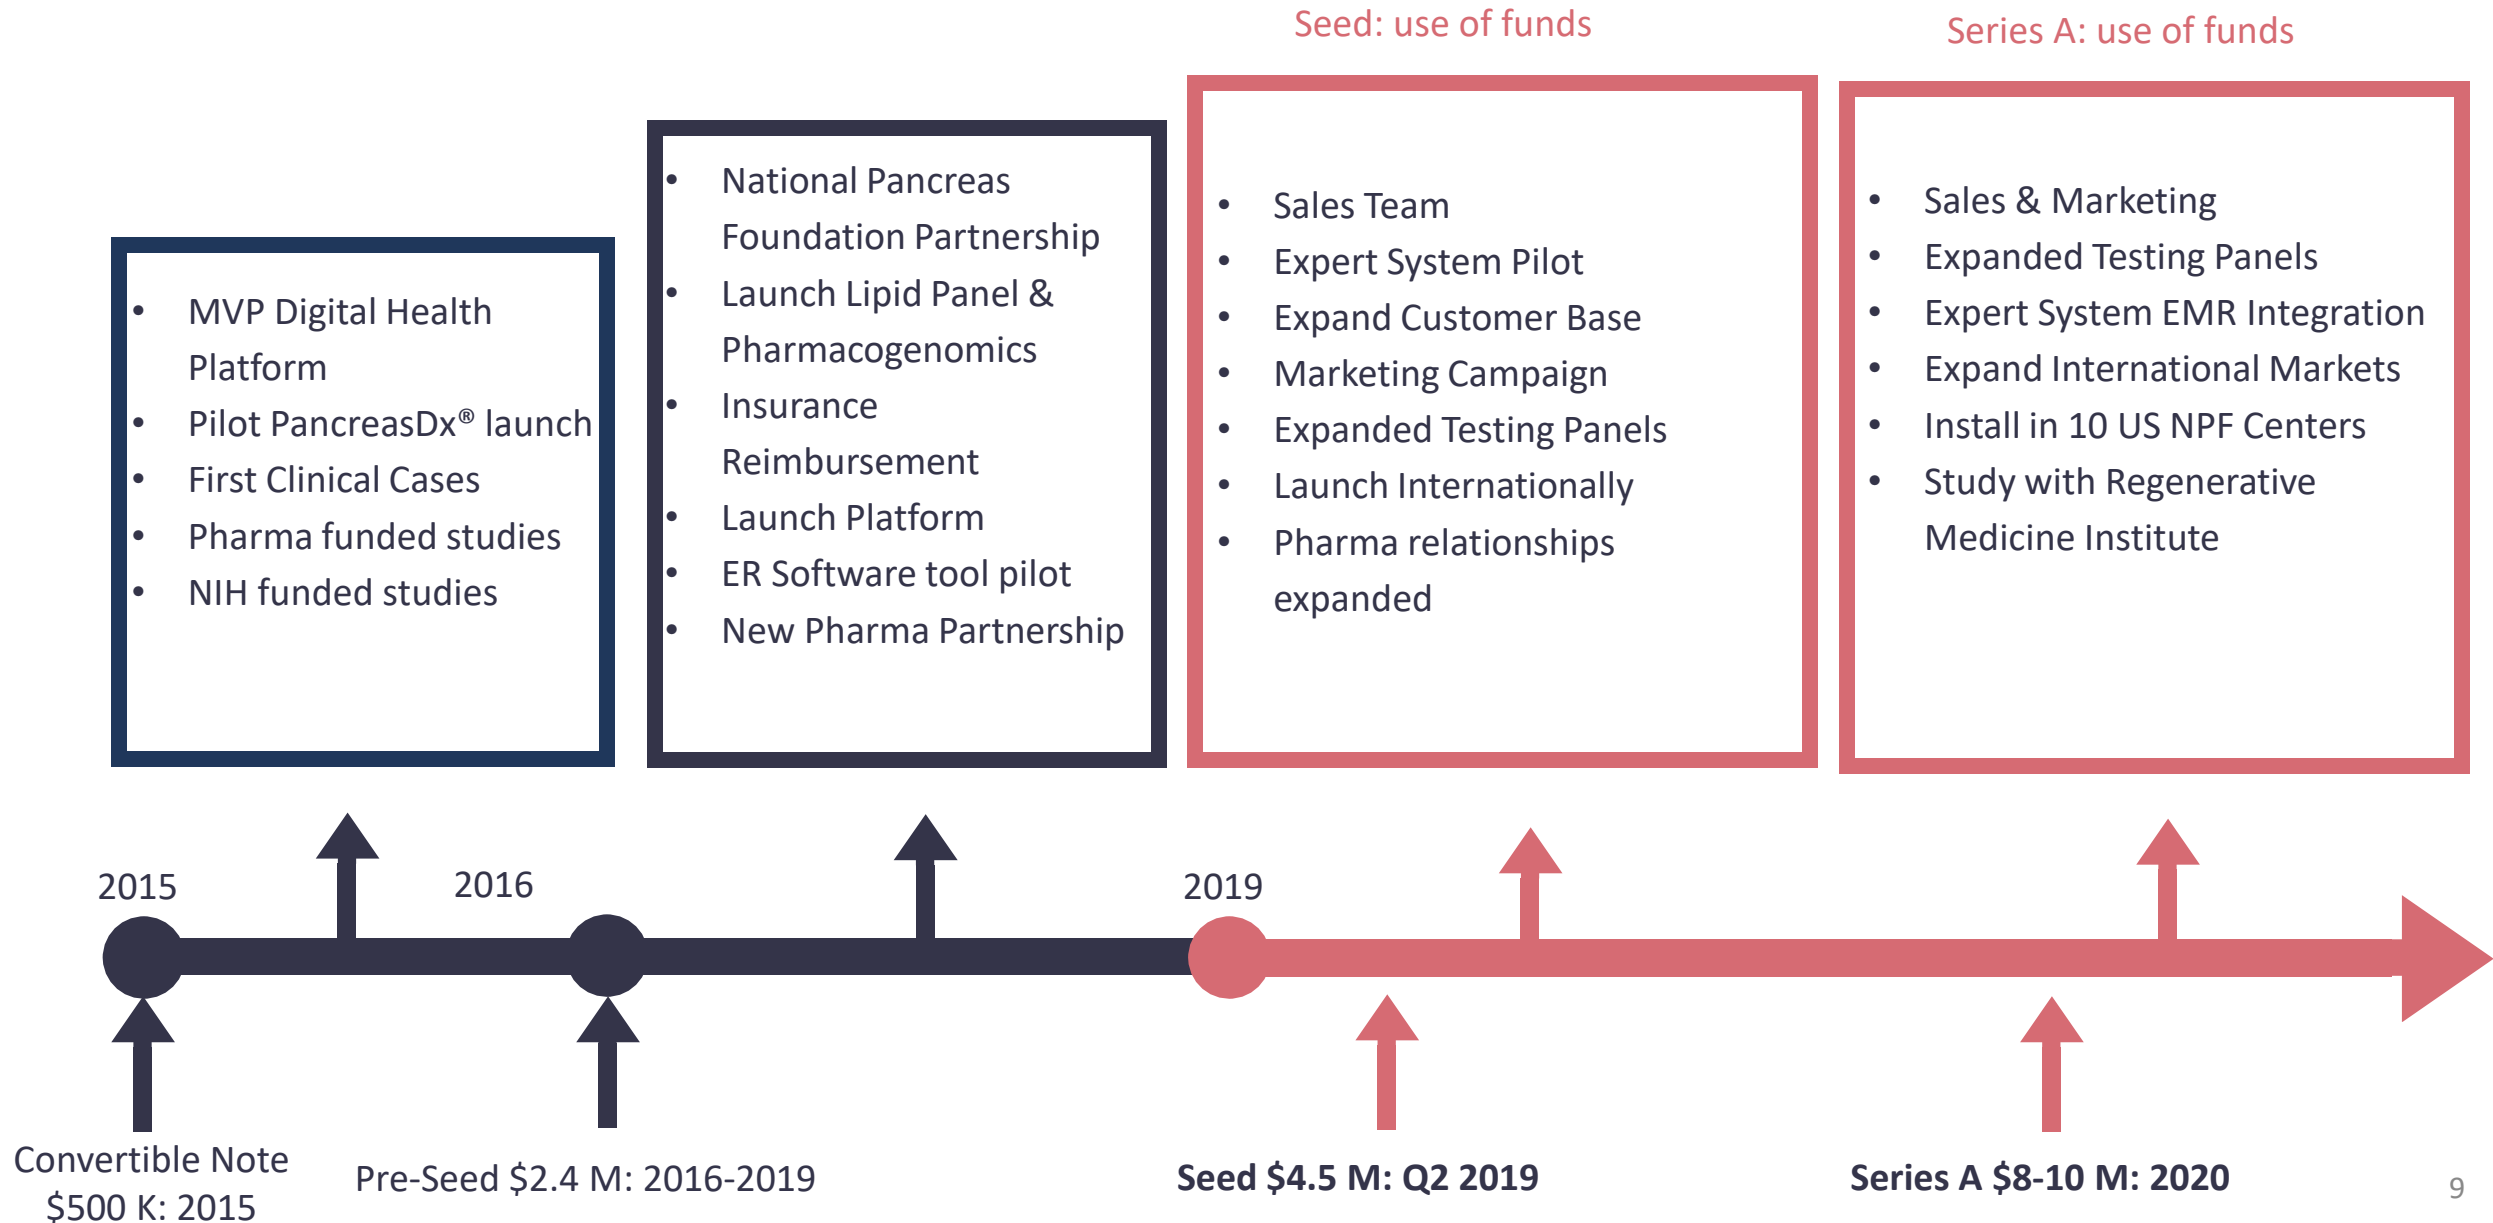 Seed: use of funds
Series A: use of funds
• MVP Digital Health
Platform
• Pilot PancreasDx® launch
• First Clinical Cases
• Pharma funded studies
• NIH funded studies
• National Pancreas
Foundation Partnership
• Launch Lipid Panel &
Pharmacogenomics
• Insurance
Reimbursement
• Launch Platform
• ER Software tool pilot
• New Pharma Partnership
• Sales Team
• Expert System Pilot
• Expand Customer Base
• Marketing Campaign
• Expanded Testing Panels
• Launch Internationally
• Pharma relationships
expanded
• Sales & Marketing
• Expanded Testing Panels
• Expert System EMR Integration
• Expand International Markets
• Install in 10 US NPF Centers
• Study with Regenerative
Medicine Institute
2015
2016
2019
Convertible Note
$500 K: 2015
Pre-Seed $2.4 M: 2016-2019
Seed $4.5 M: Q2 2019
Series A $8-10 M: 2020
9